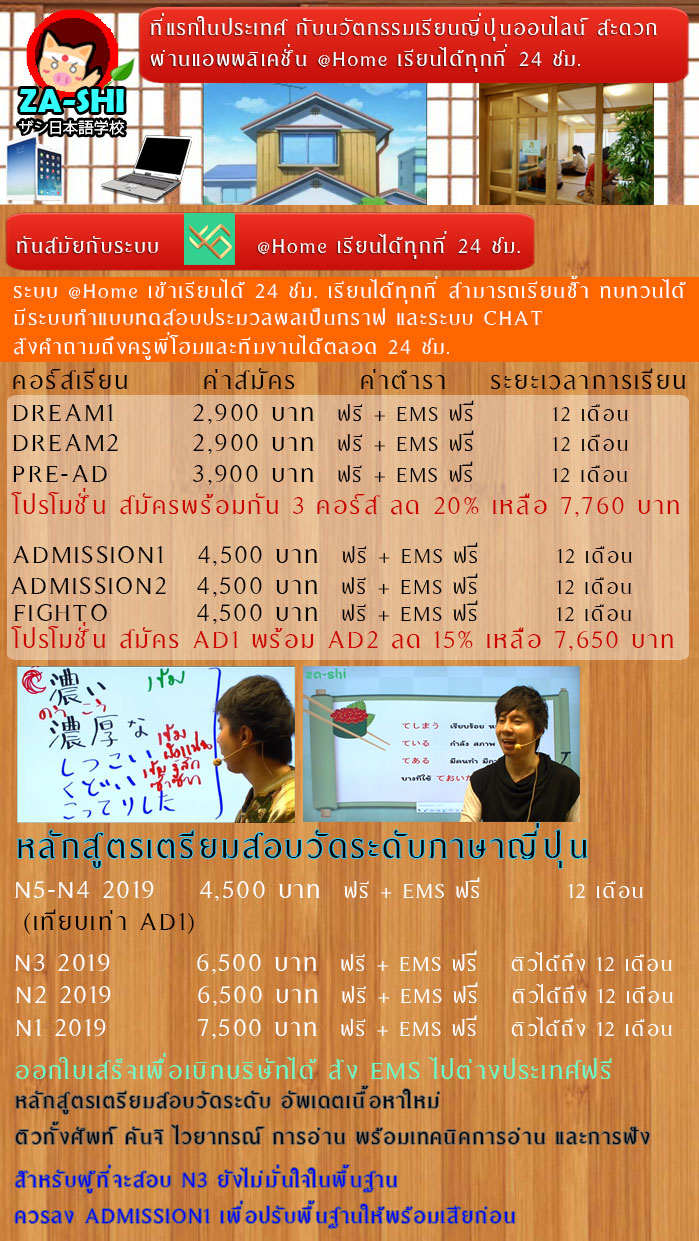 ที่แรกในประเทศ กับนวัตกรรมเรียนญี่ปุ่นออนไลน์ สะดวก
ผ่านแอพพลิเคชั่น @Home เรียนได้ทุกที่ 24 ชม.
ZA-SHI
ザシ日本語学校
ทันสมัยกับระบบ @Home เรียนได้ทุกที่ 24 ชม.
ระบบ @Home เข้าเรียนได้ 24 ชม. เรียนได้ทุกที่ สามารถเรียนซ้ำ ทบทวนได้
มีระบบทำแบบทดสอบประมวลผลเป็นกราฟ และระบบ CHAT
ส่งคำถามถึงครูพี่โฮมและทีมงานได้ตลอด 24 ชม.
คอร์สเรียน ค่าสมัคร ค่าตำรา ระยะเวลาการเรียน
DREAM1 2,900 บาท ฟรี + EMS ฟรี 12 เดือน
DREAM2 2,900 บาท ฟรี + EMS ฟรี 12 เดือน
PRE-AD 3,900 บาท ฟรี + EMS ฟรี 12 เดือน
โปรโมชั่น สมัครพร้อมกัน 3 คอร์ส ลด 20% เหลือ 7,760 บาท
ADMISSION1 4,500 บาท ฟรี + EMS ฟรี 12 เดือน
ADMISSION2 4,500 บาท ฟรี + EMS ฟรี 12 เดือน
FIGHTO 4,500 บาท ฟรี + EMS ฟรี 12 เดือน
โปรโมชั่น สมัคร AD1 พร้อม AD2 ลด 15% เหลือ 7,650 บาท
濃い เข้ม
のう こう
濃厚な
しつこい
くどい
こってりした
za-shi
てしまう เรียบร้อย
ている กำลัง สภาพ
てある มีคนทำ
บางทีใช้ ておい
หลักสูตรเตรียมสอบวัดระดับภาษาญี่ปุ่น
N5-N4 2019 4,500 บาท ฟรี + EMS ฟรี 12 เดือน
(เทียบเท่า AD1)
N3 2019 6,500 บาท ฟรี + EMS ฟรี ติวได้ถึง 12 เดือน
N2 2019 6,500 บาท ฟรี + EMS ฟรี ติวได้ถึง 12 เดือน
N1 2019 7,500 บาท ฟรี + EMS ฟรี ติวได้ถึง 12 เดือน
ออกใบเสร็จเพื่อเบิกบริษัทได้ ส่ง EMS ไปต่างประเทศฟรี
หลักสูตรเตรียมสอบวัดระดับ อัพเดตเนื้อหาใหม่
ติวทั้งศัพท์ คันจิ ไวยากรณ์ การอ่าน พร้อมเทคนิคการอ่าน และการฟัง
สำหรับผู้ที่จะสอบ N3 ยังไม่มั่นใจในพื้นฐาน
ควรลง ADMISSION1 เพื่อปรับพื้นฐานให้พร้อมเสียก่อน